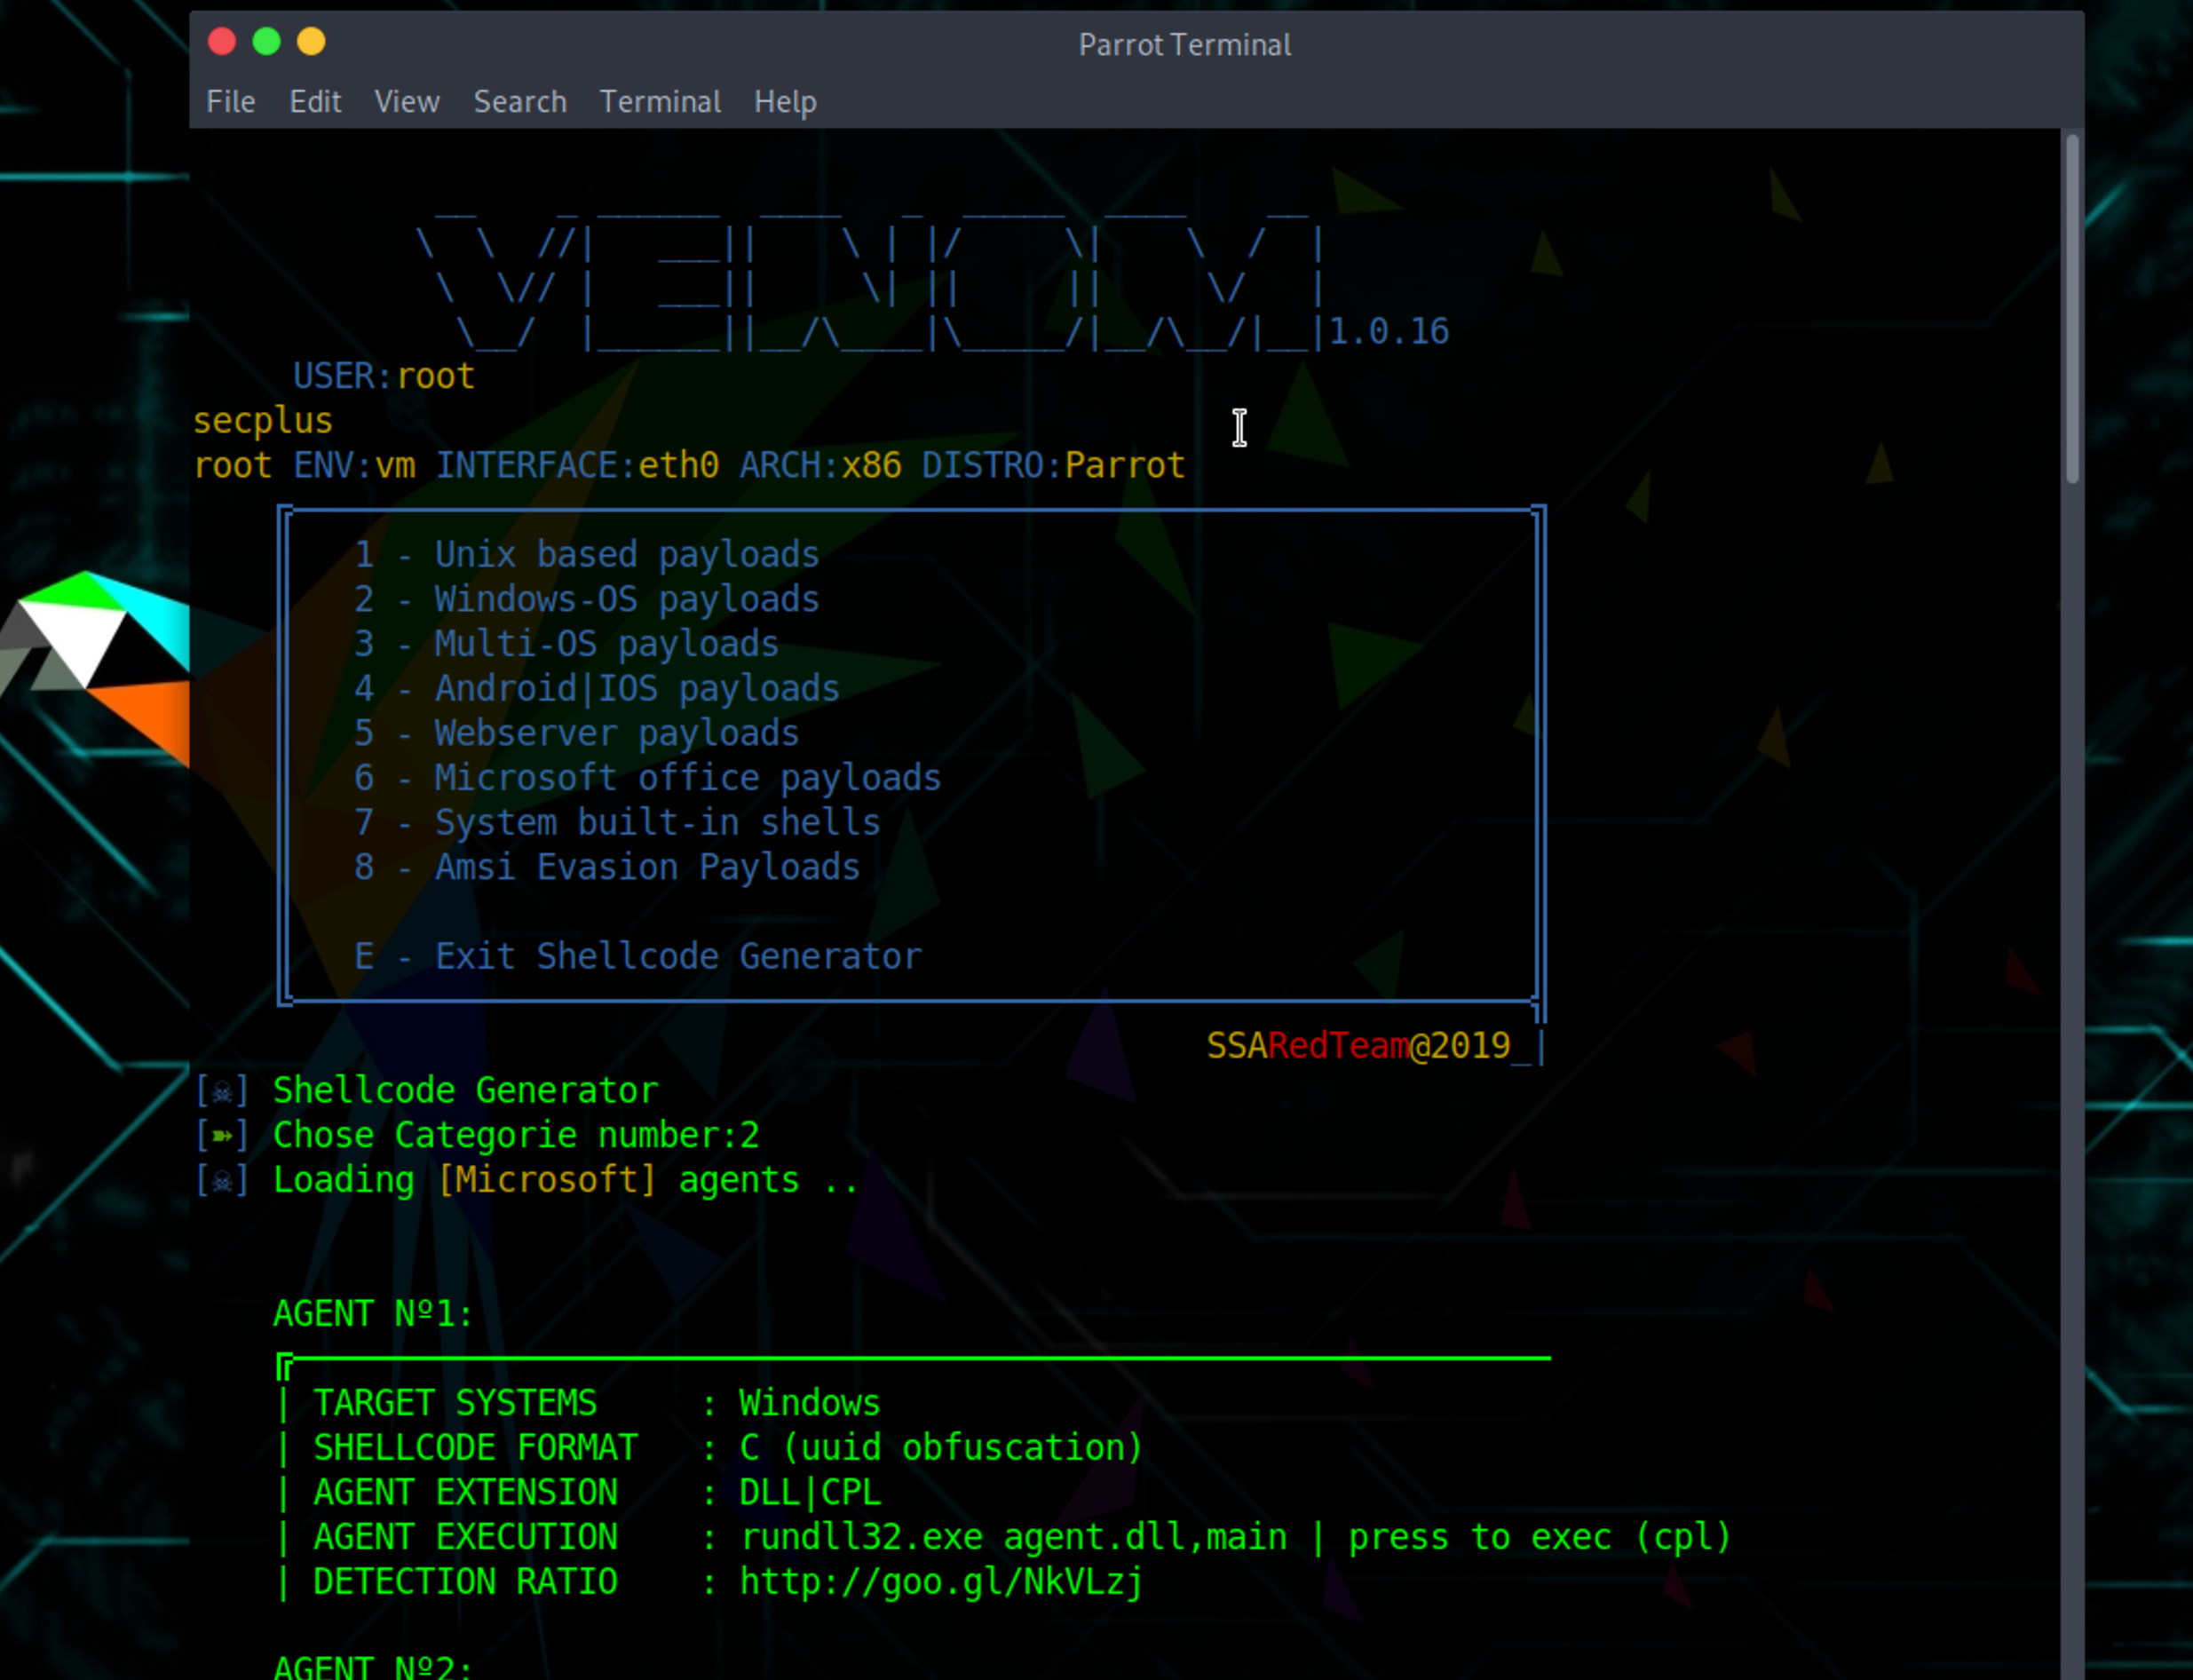 Parrot Terminal
File Edit View Search Terminal Help
VENOM 1.0.16
USER:root
secplus
root ENV:vm INTERFACE:eth0 ARCH:x86 DISTRO:Parrot
1 - Unix based payloads
2 - Windows-OS payloads
3 - Multi-OS payloads
4 - Android|IOS payloads
5 - Webserver payloads
6 - Microsoft office payloads
7 - System built-in shells
8 - Amsi Evasion Payloads
E - Exit Shellcode Generator
SSARedTeam@2019_|
[☠] Shellcode Generator
[➽] Chose Categorie number:2
[☠] Loading [Microsoft] agents ..
AGENT Nº1:
| TARGET SYSTEMS : Windows
| SHELLCODE FORMAT : C (uuid obfuscation)
| AGENT EXTENSION : DLL|CPL
| AGENT EXECUTION : rundll32.exe agent.dll,main | press to exec (cpl)
| DETECTION RATIO : http://goo.gl/NkVLzj
AGENT Nº2: